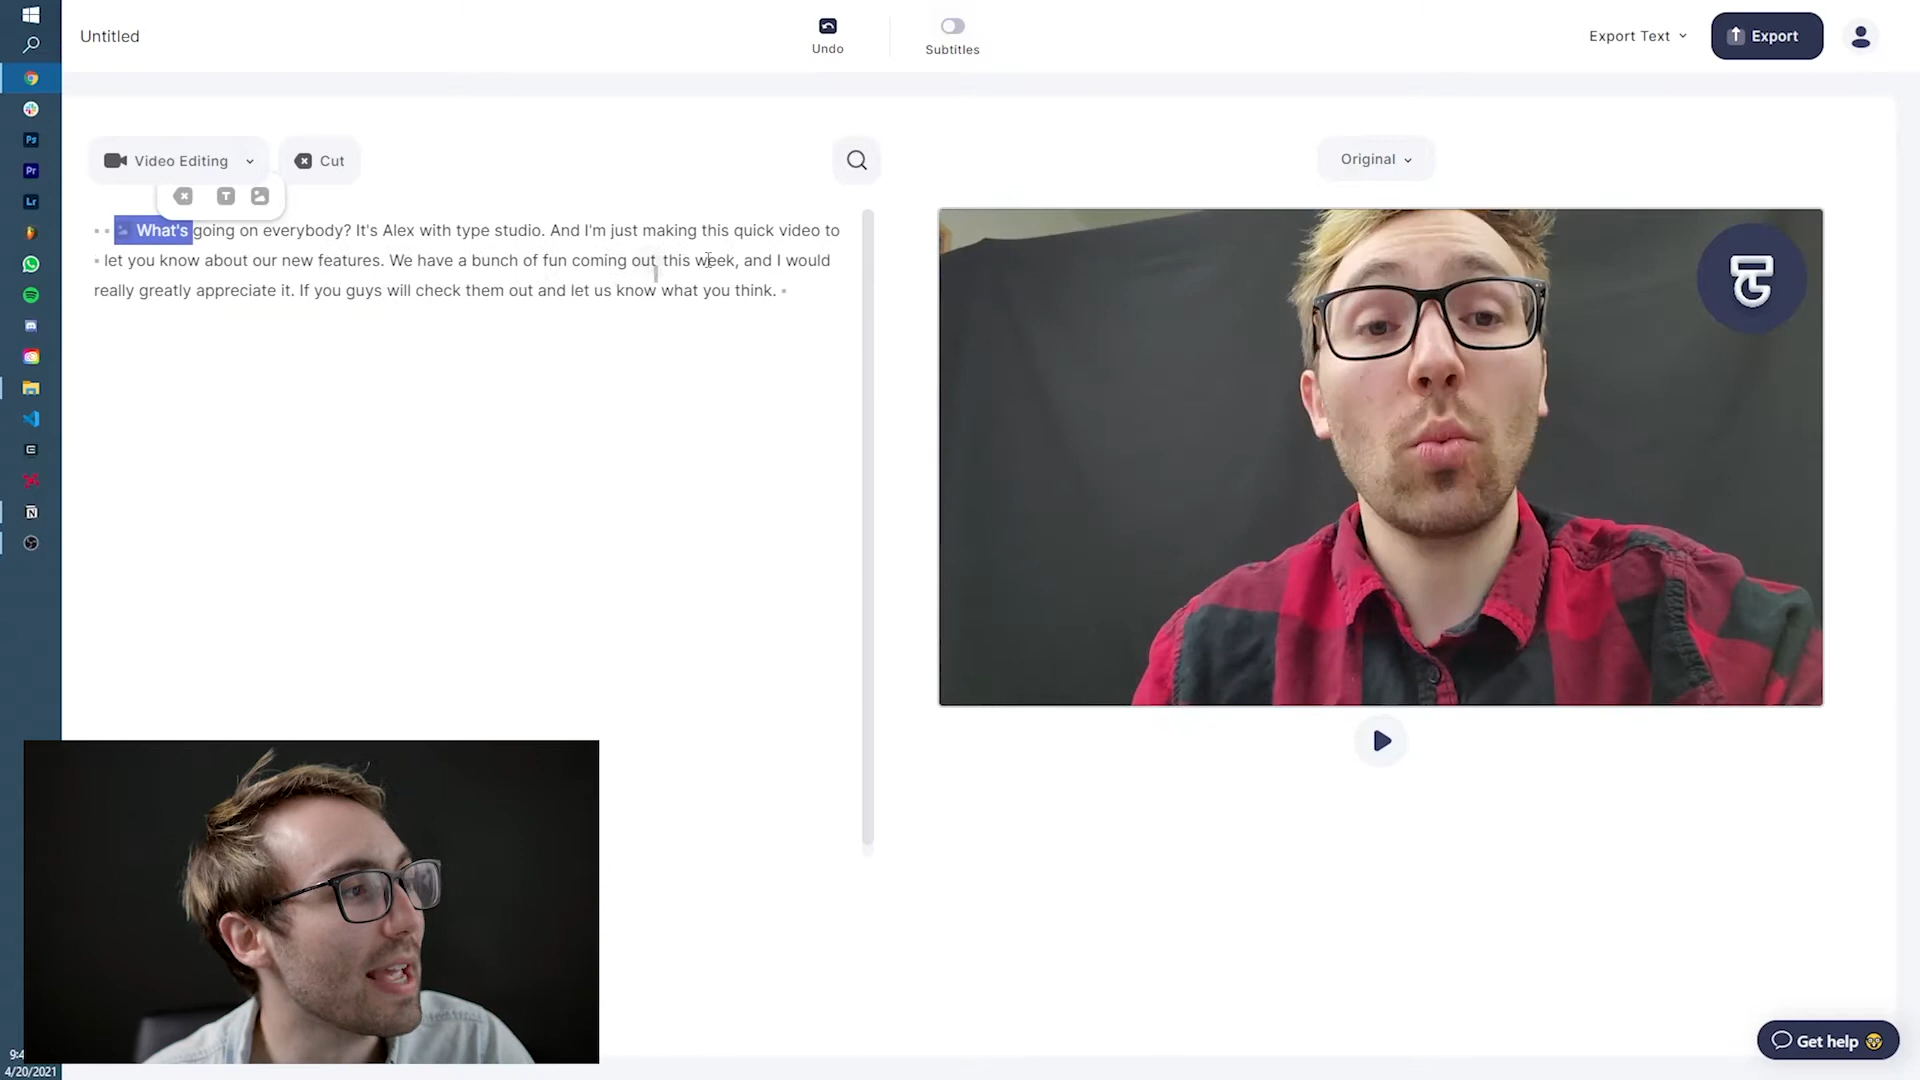 Untitled
Undo
Subtitles
Export Text
Export
Video Editing
Cut
Original
What's going on everybody? It's Alex with type studio. And I'm just making this quick video to
let you know about our new features. We have a bunch of fun coming out this week, and I would
really greatly appreciate it. If you guys will check them out and let us know what you think.
Ps
Pr
Lr
T
Get help
4/20/2021